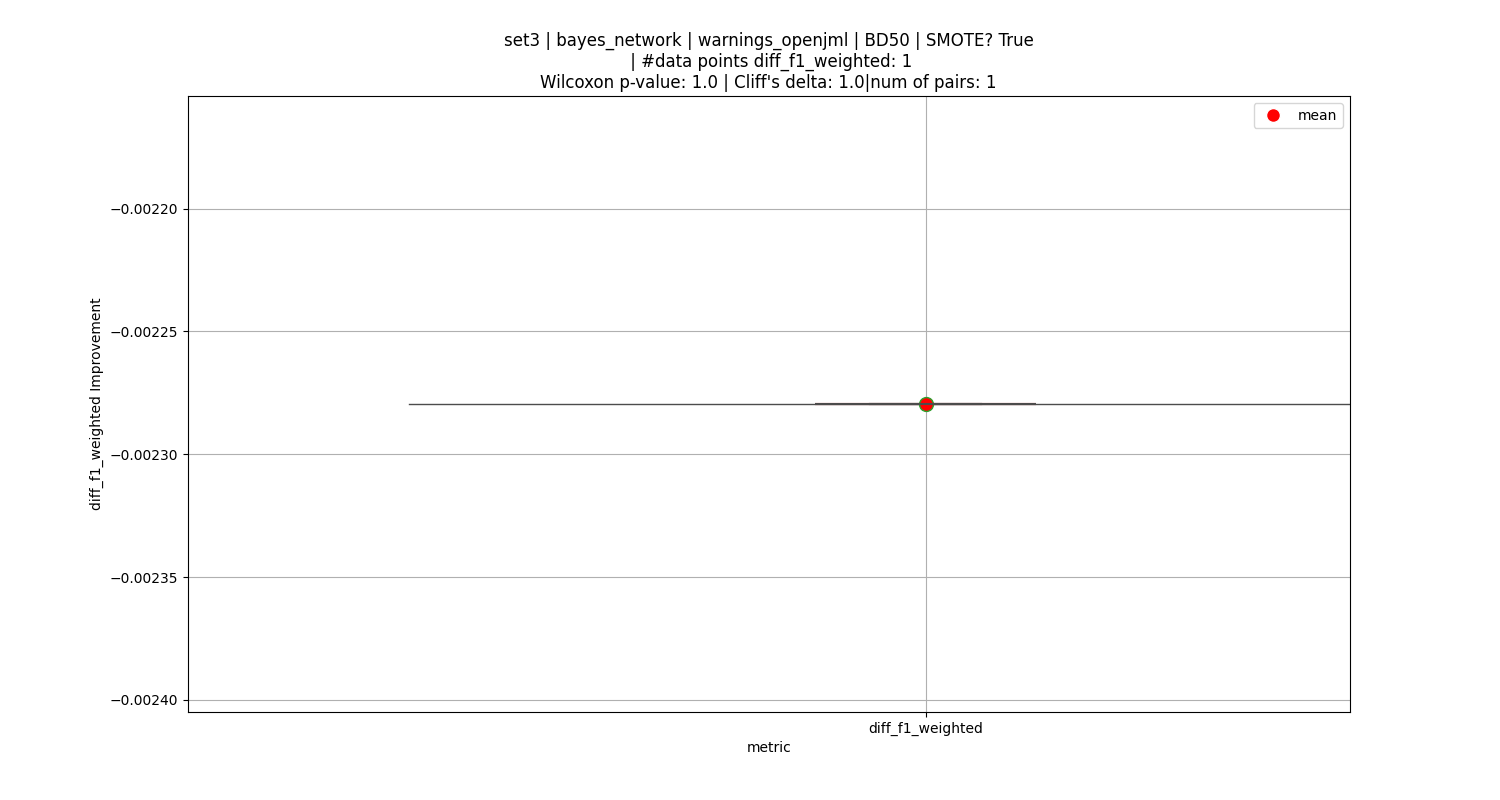 set3 | bayes_network | warnings_openjml | BD50 | SMOTE? True
| #data points diff_f1_weighted: 1
Wilcoxon p-value: 1.0 | Cliff's delta: 1.0|num of pairs: 1
mean
−0.00220
−0.00225
−0.00230
−0.00235
−0.00240
diff_f1_weighted Improvement
diff_f1_weighted
metric